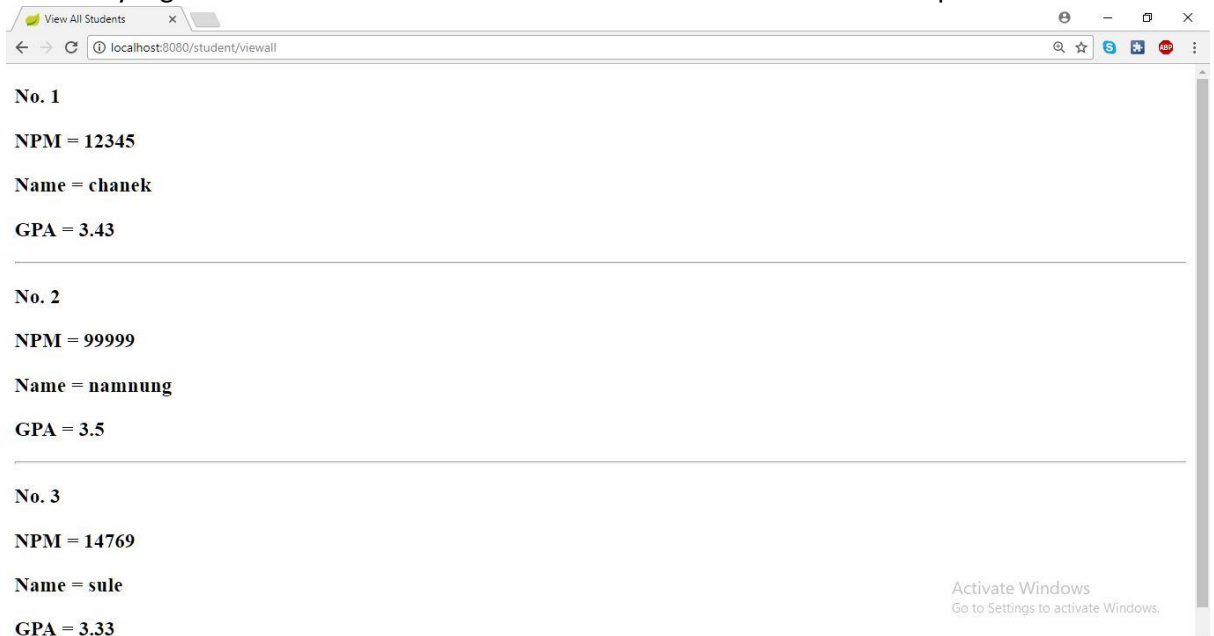 View All Students
localhost:8080/student/viewall
ABP
No. 1
NPM = 12345
Name = chanek
GPA = 3.43
No. 2
NPM = 99999
Name = namnung
GPA = 3.5
No. 3
NPM = 14769
Name = sule
GPA = 3.33
Activate Windows
Go to Settings to activate Windows.